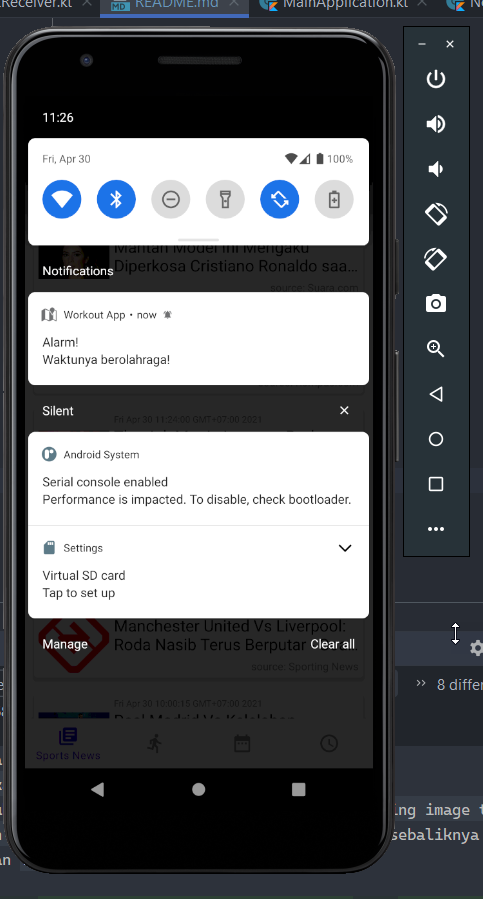 Receiver.kt
README.md
MainApplication.kt
11:26
Fri, Apr 30
100%
Mantan Model ini Mengaku
Diperkosa Cristiano Ronaldo saa...
source: Suara.com
Notifications
Workout App • now
Alarm!
Waktunya berolahraga!
Fri Apr 30 11:24:00 GMT+07:00 2021
Silent
Android System
Serial console enabled
Performance is impacted. To disable, check bootloader.
Settings
Virtual SD card
Tap to set up
Manchester United Vs Liverpool:
Roda Nasib Terus Berputar
source: Sporting News
Manage
Clear all
8 differ
Fri Apr 30 10:00:12 GMT+07:00 2021
Sports News
ing image
sebaliknya
an